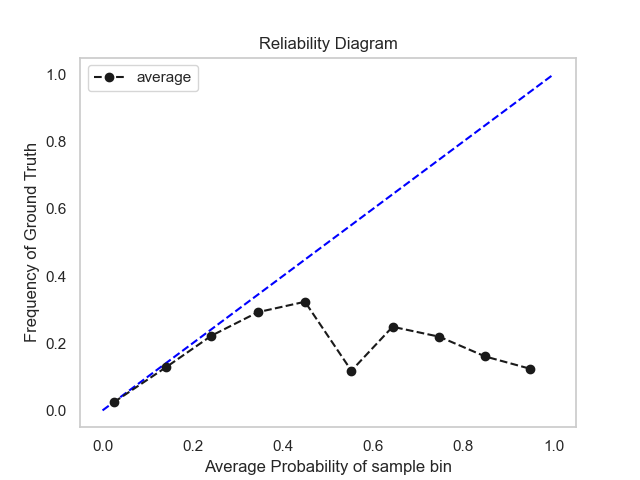 Reliability Diagram
average
Frequency of Ground Truth
1.0
0.8
0.6
0.4
0.2
0.0
0.0 0.2 0.4 0.6 0.8 1.0
Average Probability of sample bin